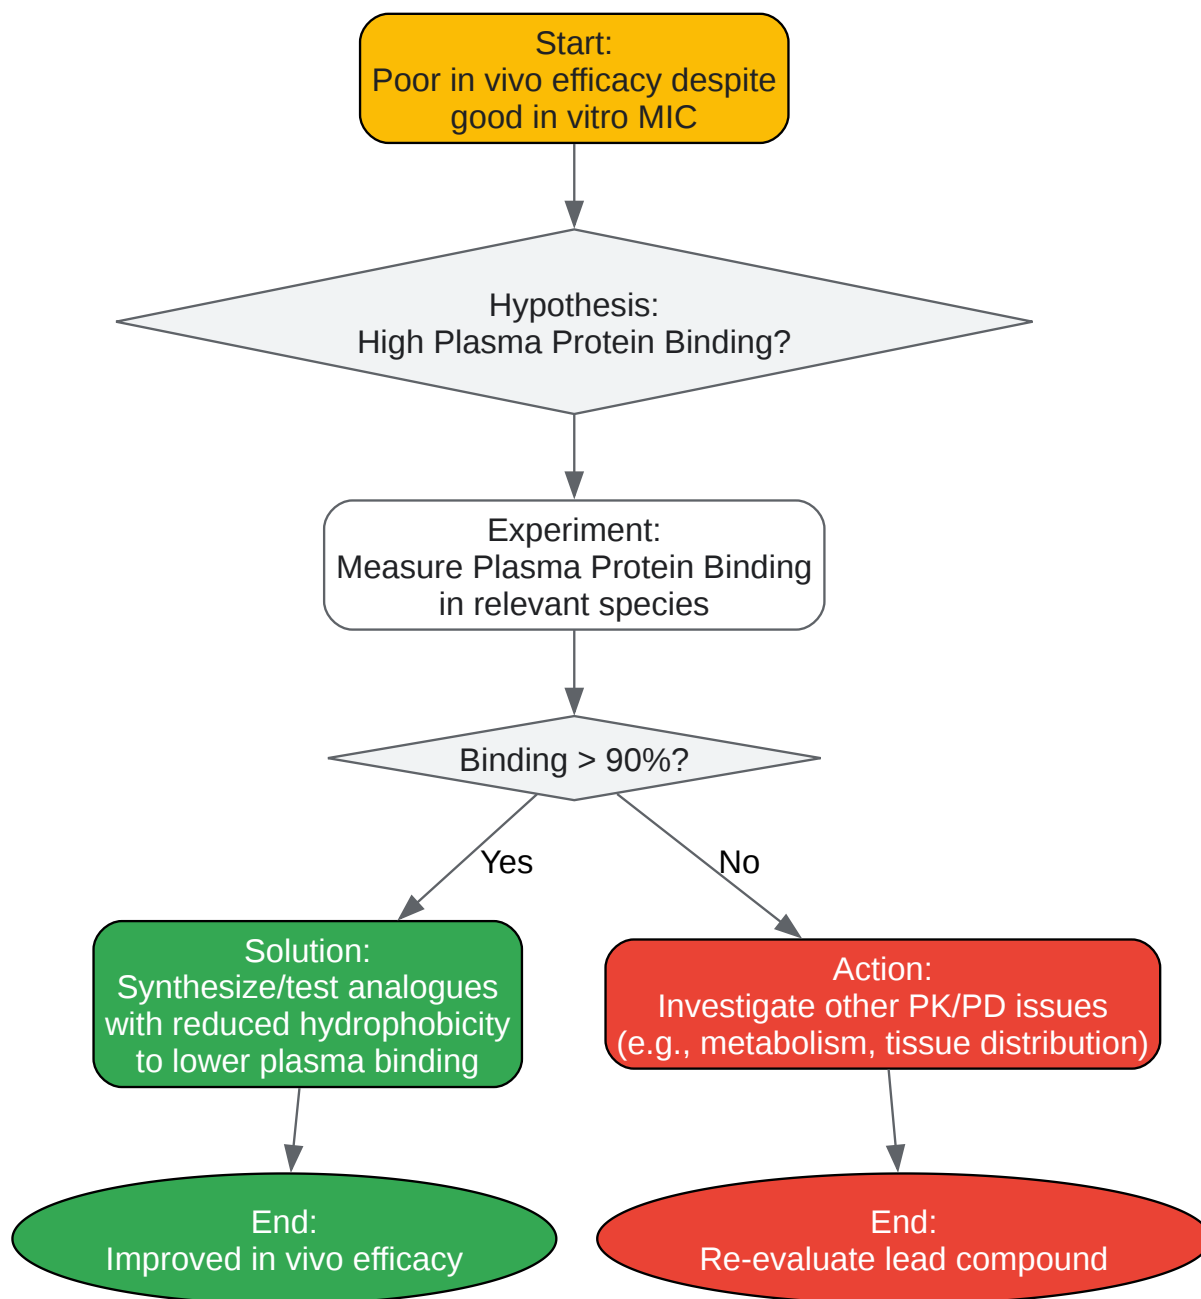 Start:
Poor in vivo efficacy despite
good in vitro MIC
Hypothesis:
High Plasma Protein Binding?
Experiment:
Measure Plasma Protein Binding
in relevant species
Binding > 90%?
Yes
No
Solution:
Synthesize/test analogues
with reduced hydrophobicity
to lower plasma binding
Action:
Investigate other PK/PD issues
(e.g., metabolism, tissue distribution)
End:
Improved in vivo efficacy
End:
Re-evaluate lead compound